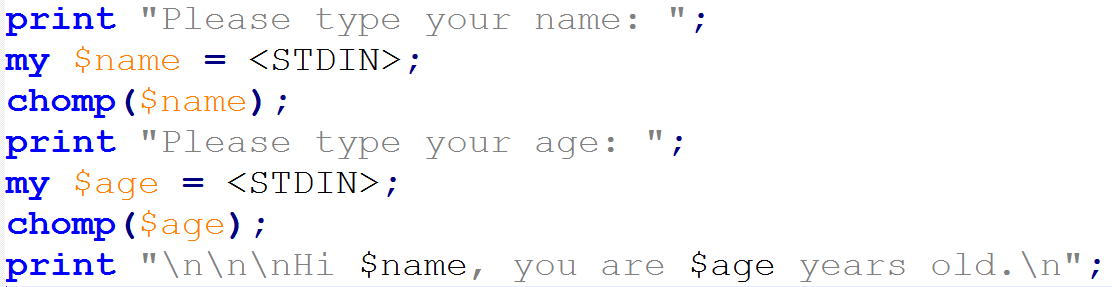 print "Please type your name: ";
my $name = <STDIN>;
chomp($name);
print "Please type your age: ";
my $age = <STDIN>;
chomp($age);
print "\n\n\nHi $name, you are $age years old.\n";